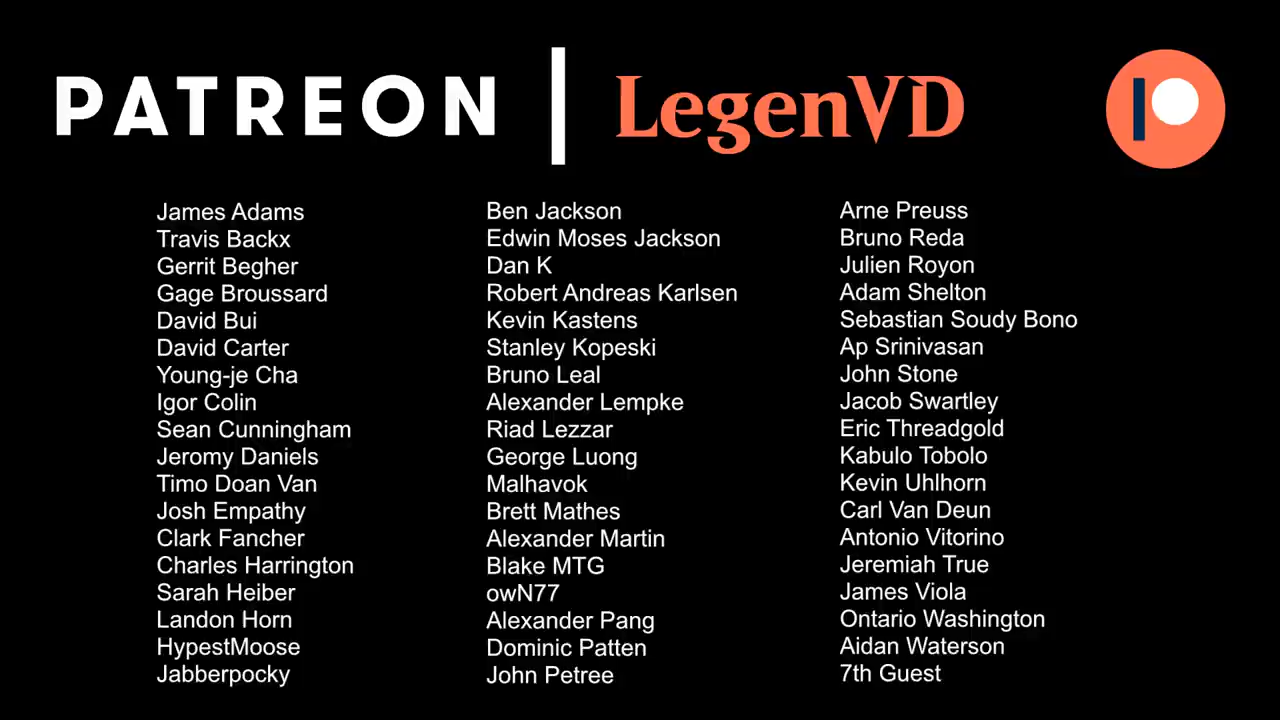 PATREON | LegenVD
James Adams
Travis Backx
Gerrit Begher
Gage Broussard
David Bui
David Carter
Young-je Cha
Igor Colin
Sean Cunningham
Jeromy Daniels
Timo Doan Van
Josh Empathy
Clark Fancher
Charles Harrington
Sarah Heiber
Landon Horn
HypestMoose
Jabberpocky
Ben Jackson
Edwin Moses Jackson
Dan K
Robert Andreas Karlsen
Kevin Kastens
Stanley Kopeski
Bruno Leal
Alexander Lempke
Riad Lezzar
George Luong
Malhavok
Brett Mathes
Alexander Martin
Blake MTG
owN77
Alexander Pang
Dominic Patten
John Petree
Arne Preuss
Bruno Reda
Julien Royon
Adam Shelton
Sebastian Soudy Bono
Ap Srinivasan
John Stone
Jacob Swartley
Eric Threadgold
Kabulo Tobolo
Kevin Uhlhorn
Carl Van Deun
Antonio Vitorino
Jeremiah True
James Viola
Ontario Washington
Aidan Waterson
7th Guest